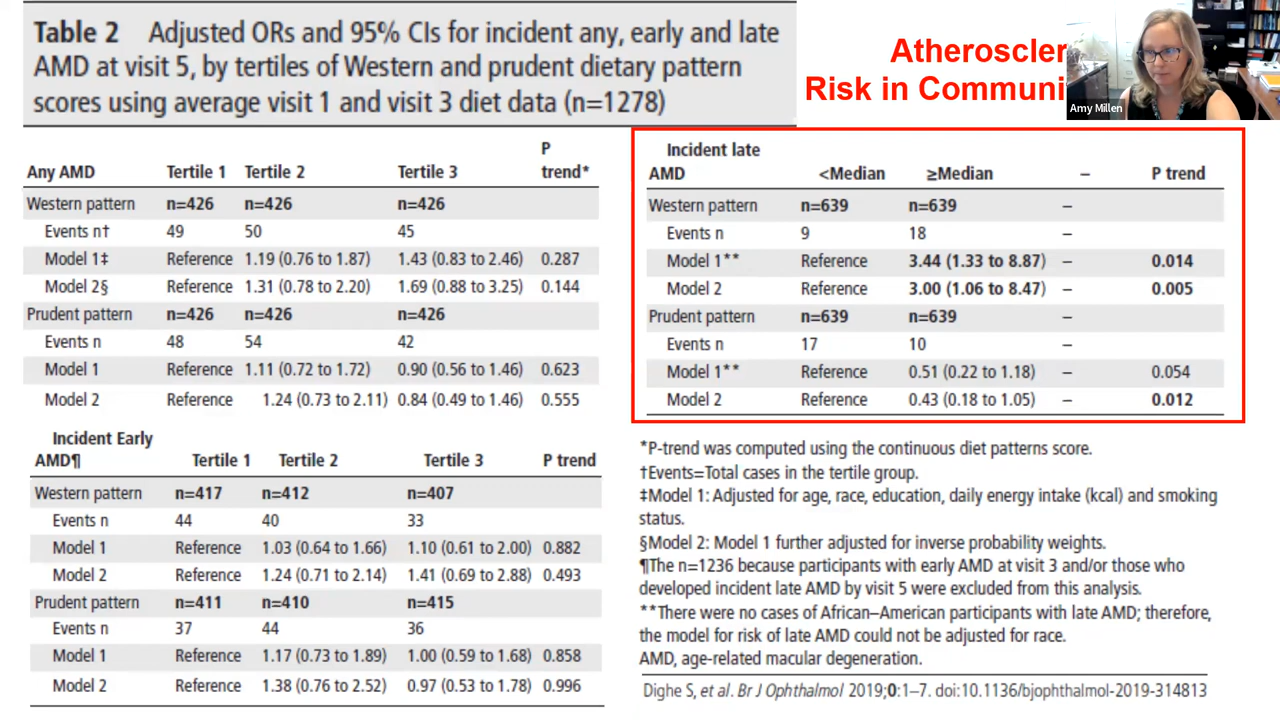 Table 2 Adjusted ORs and 95% CIs for incident any, early and late
AMD at visit 5, by tertiles of Western and prudent dietary pattern
scores using average visit 1 and visit 3 diet data (n=1278)
Atheroscler
Risk in Communi
Amy Millen
Any AMD Tertile 1 Tertile 2 Tertile 3 P trend*
Western pattern n=426 n=426 n=426
Events n† 49 50 45
Model 1‡ Reference 1.19 (0.76 to 1.87) 1.43 (0.83 to 2.46) 0.287
Model 2§ Reference 1.31 (0.78 to 2.20) 1.69 (0.88 to 3.25) 0.144
Prudent pattern n=426 n=426 n=426
Events n 48 54 42
Model 1 Reference 1.11 (0.72 to 1.72) 0.90 (0.56 to 1.46) 0.623
Model 2 Reference 1.24 (0.73 to 2.11) 0.84 (0.49 to 1.46) 0.555
Incident Early
AMD¶ Tertile 1 Tertile 2 Tertile 3 P trend
Western pattern n=417 n=412 n=407
Events n 44 40 33
Model 1 Reference 1.03 (0.64 to 1.66) 1.10 (0.61 to 2.00) 0.882
Model 2 Reference 1.24 (0.71 to 2.14) 1.41 (0.69 to 2.88) 0.493
Prudent pattern n=411 n=410 n=415
Events n 37 44 36
Model 1 Reference 1.17 (0.73 to 1.89) 1.00 (0.59 to 1.68) 0.858
Model 2 Reference 1.38 (0.76 to 2.52) 0.97 (0.53 to 1.78) 0.996
Incident late
AMD <Median ≥Median – P trend
Western pattern n=639 n=639 –
Events n 9 18 –
Model 1** Reference 3.44 (1.33 to 8.87) – 0.014
Model 2 Reference 3.00 (1.06 to 8.47) – 0.005
Prudent pattern n=639 n=639 –
Events n 17 10 –
Model 1** Reference 0.51 (0.22 to 1.18) – 0.054
Model 2 Reference 0.43 (0.18 to 1.05) – 0.012
*P-trend was computed using the continuous diet patterns score.
†Events=Total cases in the tertile group.
‡Model 1: Adjusted for age, race, education, daily energy intake (kcal) and smoking
status.
§Model 2: Model 1 further adjusted for inverse probability weights.
¶The n=1236 because participants with early AMD at visit 3 and/or those who
developed incident late AMD by visit 5 were excluded from this analysis.
**There were no cases of African–American participants with late AMD; therefore,
the model for risk of late AMD could not be adjusted for race.
AMD, age-related macular degeneration.
Dighe S, et al. Br J Ophthalmol 2019;0:1–7. doi:10.1136/bjophthalmol-2019-314813